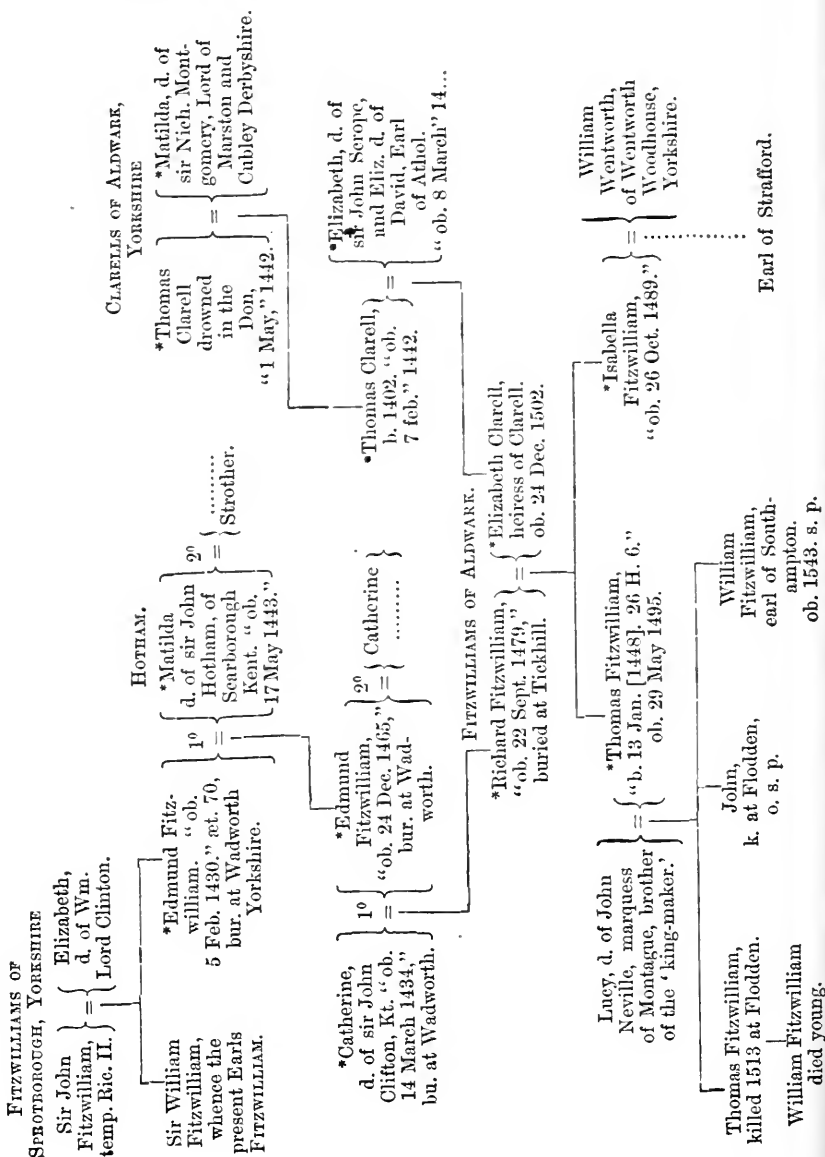 FITZWILLIAMS OF
SPROTBOROUGH, YORKSHIRE
Sir John
Fitzwilliam,
temp. Ric. II.
=
Elizabeth,
d. of Wm.
Lord Clinton.
HOTHAM.
CLARELLS OF ALDWARK,
YORKSHIRE
Sir William
Fitzwilliam,
whence the
present Earls
FITZWILLIAM.
*Edmund Fitz-
william. "ob.
5 Feb. 1430." æt. 70,
bur. at Wadworth
Yorkshire.
1º
=
*Matilda
d. of sir John
Hotham, of
Scarborough
Kent. "ob.
17 May 1443."
2º
=
.........
Strother.
*Thomas
Clarell
drowned
in the
Don,
"1 May," 1442.
=
*Matilda, d. of
sir Nich. Mont-
gomery, Lord of
Marston and
Cubley Derbyshire.
*Catherine,
d. of sir John
Clifton, Kt. "ob.
14 March 1434,"
bu. at Wadworth.
1º
=
*Edmund
Fitzwilliam,
"ob. 24 Dec. 1465,"
bur. at Wad-
worth.
2º
=
Catherine
.........
*Thomas Clarell,
b. 1402. "ob.
7 feb." 1442.
=
*Elizabeth, d. of
sir John Scrope,
and Eliz. d. of
David, Earl
of Athol.
"ob. 8 March" 14...
FITZWILLIAMS OF ALDWARK.
*Richard Fitzwilliam,
"ob. 22 Sept. 1479,"
buried at Tickhill.
=
*Elizabeth Clarell,
heiress of Clarell.
ob. 24 Dec. 1502.
Lucy, d. of John
Neville, marquess
of Montague, brother
of the 'king-maker.'
=
*Thomas Fitzwilliam,
"b. 13 Jan. [1448]. 26 H. 6."
ob. 29 May 1495.
*Isabella
Fitzwilliam,
"ob. 26 Oct. 1489."
=
William
Wentworth,
of Wentworth
Woodhouse,
Yorkshire.
Thomas Fitzwilliam,
killed 1513 at Flodden.
John,
k. at Flodden,
o. s. p.
William
Fitzwilliam,
earl of South-
ampton.
ob. 1543. s. p.
Earl of Strafford.
William Fitzwilliam
died young.